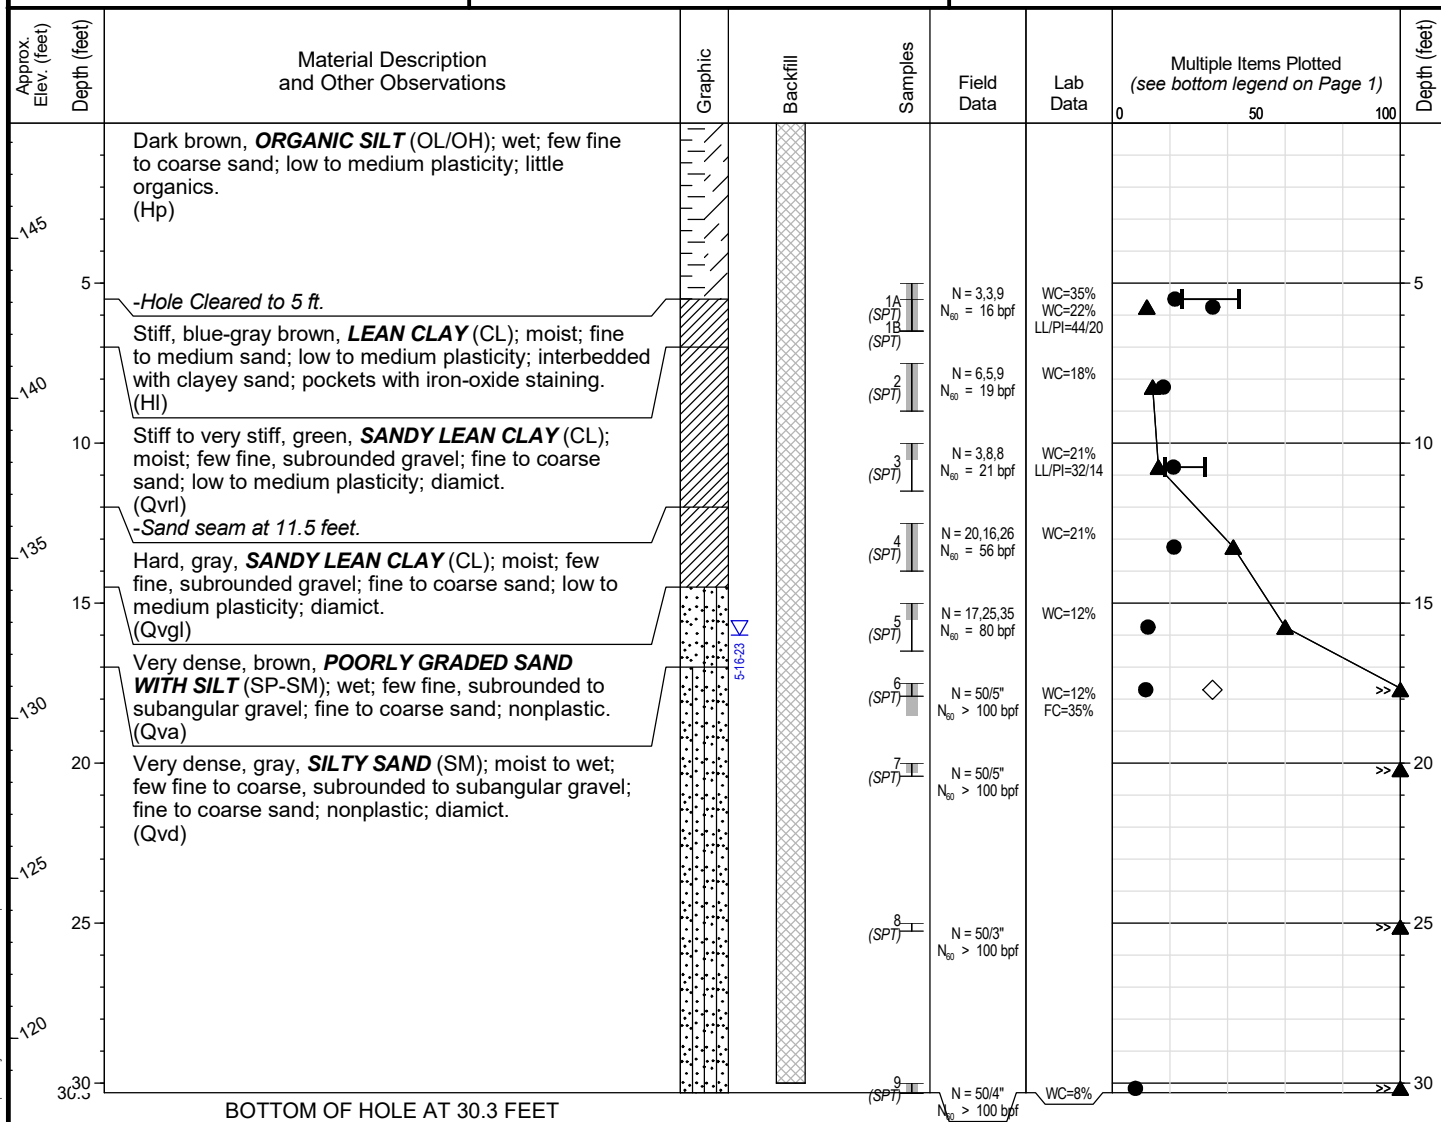 Approx.
Elev. (feet)
Depth (feet)
Material Description
and Other Observations
Graphic
Backfill
Samples
Field
Data
Lab
Data
Multiple Items Plotted
(see bottom legend on Page 1)
0 50 100
Depth (feet)
Dark brown, ORGANIC SILT (OL/OH); wet; few fine
to coarse sand; low to medium plasticity; little
organics.
(Hp)
-Hole Cleared to 5 ft.
Stiff, blue-gray brown, LEAN CLAY (CL); moist; fine
to medium sand; low to medium plasticity; interbedded
with clayey sand; pockets with iron-oxide staining.
(Hl)
Stiff to very stiff, green, SANDY LEAN CLAY (CL);
moist; few fine, subrounded gravel; fine to coarse
sand; low to medium plasticity; diamict.
(Qvrl)
-Sand seam at 11.5 feet.
Hard, gray, SANDY LEAN CLAY (CL); moist; few
fine, subrounded gravel; fine to coarse sand; low to
medium plasticity; diamict.
(Qvgl)
Very dense, brown, POORLY GRADED SAND
WITH SILT (SP-SM); wet; few fine, subrounded to
subangular gravel; fine to coarse sand; nonplastic.
(Qva)
Very dense, gray, SILTY SAND (SM); moist to wet;
few fine to coarse, subrounded to subangular gravel;
fine to coarse sand; nonplastic; diamict.
(Qvd)
BOTTOM OF HOLE AT 30.3 FEET
145
140
135
130
125
120
5
10
15
20
25
30
30.3
5-16-23
1A
(SPT)
1B
(SPT)
2
(SPT)
3
(SPT)
4
(SPT)
5
(SPT)
6
(SPT)
7
(SPT)
8
(SPT)
9
(SPT)
N = 3,3,9
N60 = 16 bpf
N = 6,5,9
N60 = 19 bpf
N = 3,8,8
N60 = 21 bpf
N = 20,16,26
N60 = 56 bpf
N = 17,25,35
N60 = 80 bpf
N = 50/5"
N60 > 100 bpf
N = 50/5"
N60 > 100 bpf
N = 50/3"
N60 > 100 bpf
N = 50/4"
N60 > 100 bpf
WC=35%
WC=22%
LL/PI=44/20
WC=18%
WC=21%
LL/PI=32/14
WC=21%
WC=12%
WC=12%
FC=35%
WC=8%
>>
>>
>>
>>
5
10
15
20
25
30